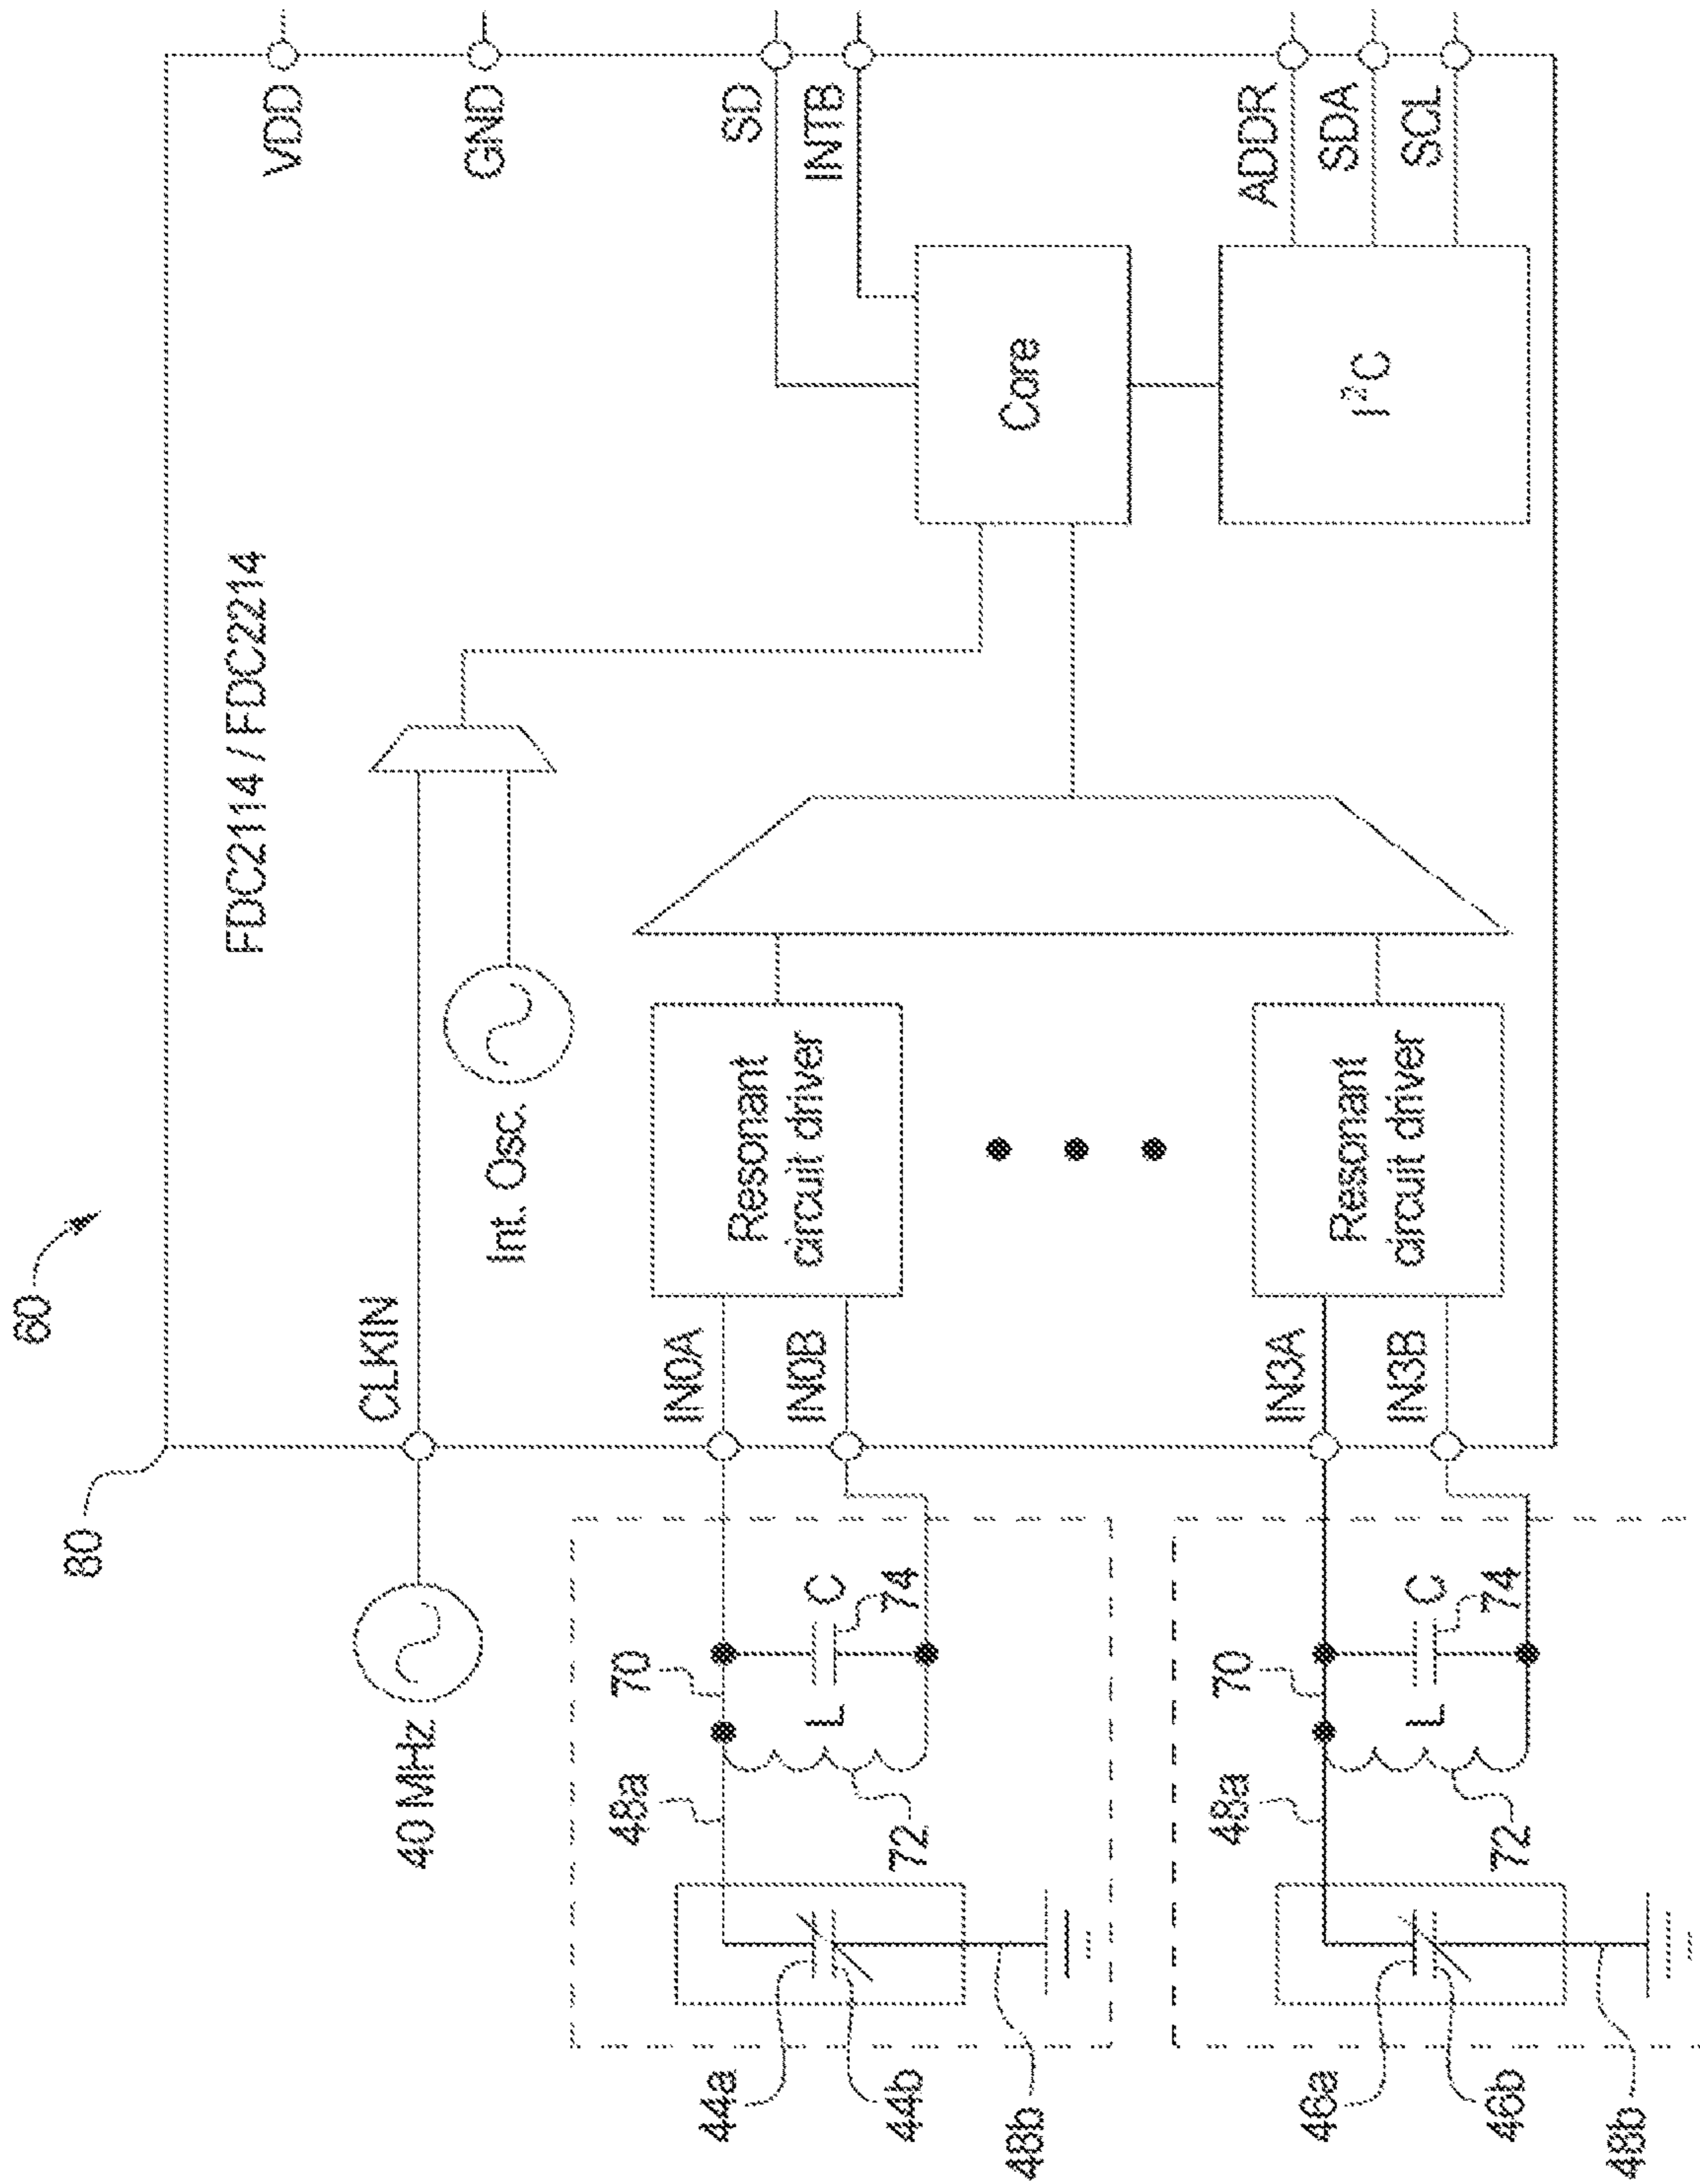 60
80
FDC2114 / FDC2214
VDD
GND
SD
INTB
ADDR
SDA
SCL
40 MHz
CLKIN
Int. Osc.
IN0A
IN0B
Resonant
circuit driver
Core
I²C
IN3A
IN3B
Resonant
circuit driver
44a
44b
48b
48a
70
72
L
C
74
46a
46b
48b
48a
70
72
L
C
74